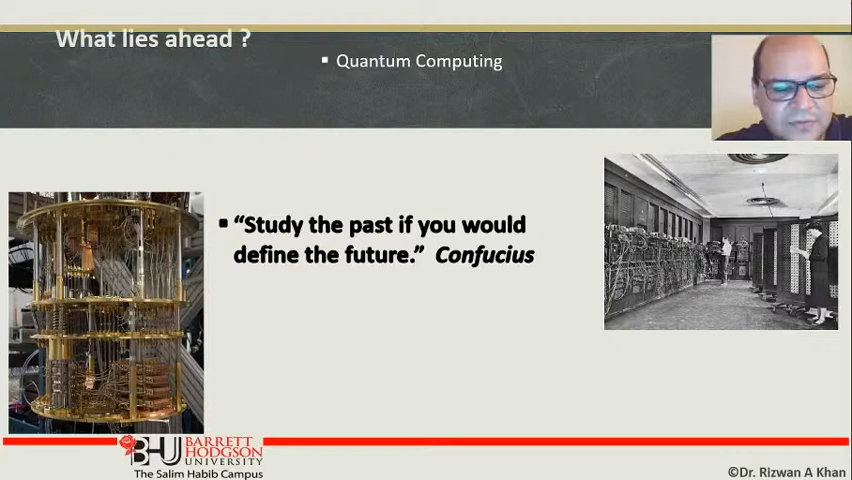 What lies ahead ?
▪ Quantum Computing
▪ “Study the past if you would
define the future.” Confucius
BHU BARRETT
HODGSON
UNIVERSITY
The Salim Habib Campus
©Dr. Rizwan A Khan